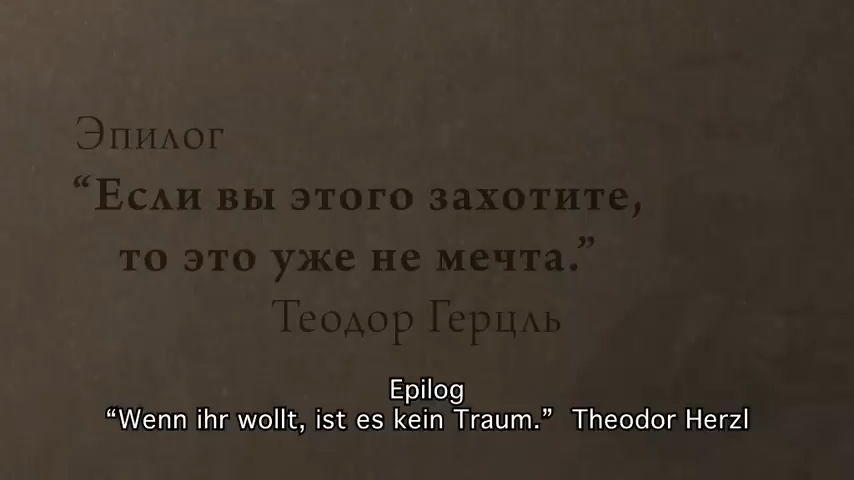 Эпилог
“Если вы этого захотите,
то это уже не мечта.”
Теодор Герцль
Epilog
“Wenn ihr wollt, ist es kein Traum.” Theodor Herzl